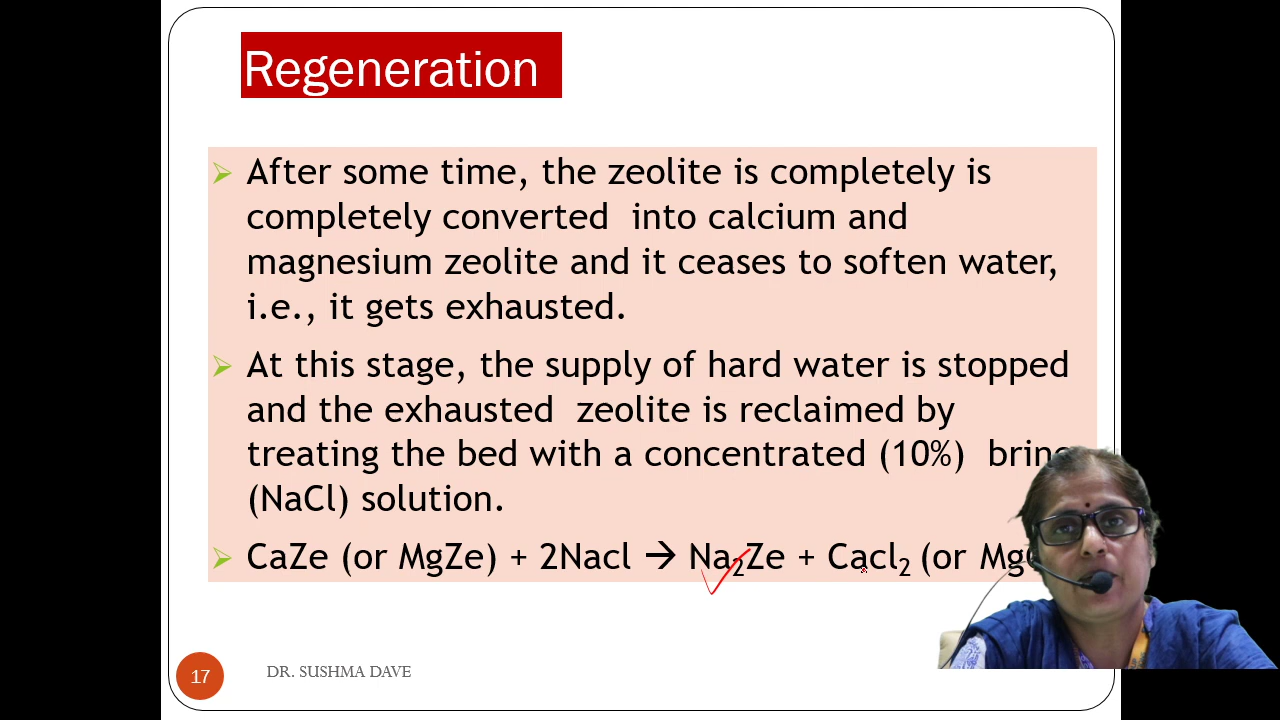 Regeneration
After some time, the zeolite is completely is
completely converted into calcium and
magnesium zeolite and it ceases to soften water,
i.e., it gets exhausted.
At this stage, the supply of hard water is stopped
and the exhausted zeolite is reclaimed by
treating the bed with a concentrated (10%) brine
(NaCl) solution.
CaZe (or MgZe) + 2Nacl → Na₂Ze + Cacl₂ (or
17
DR. SUSHMA DAVE